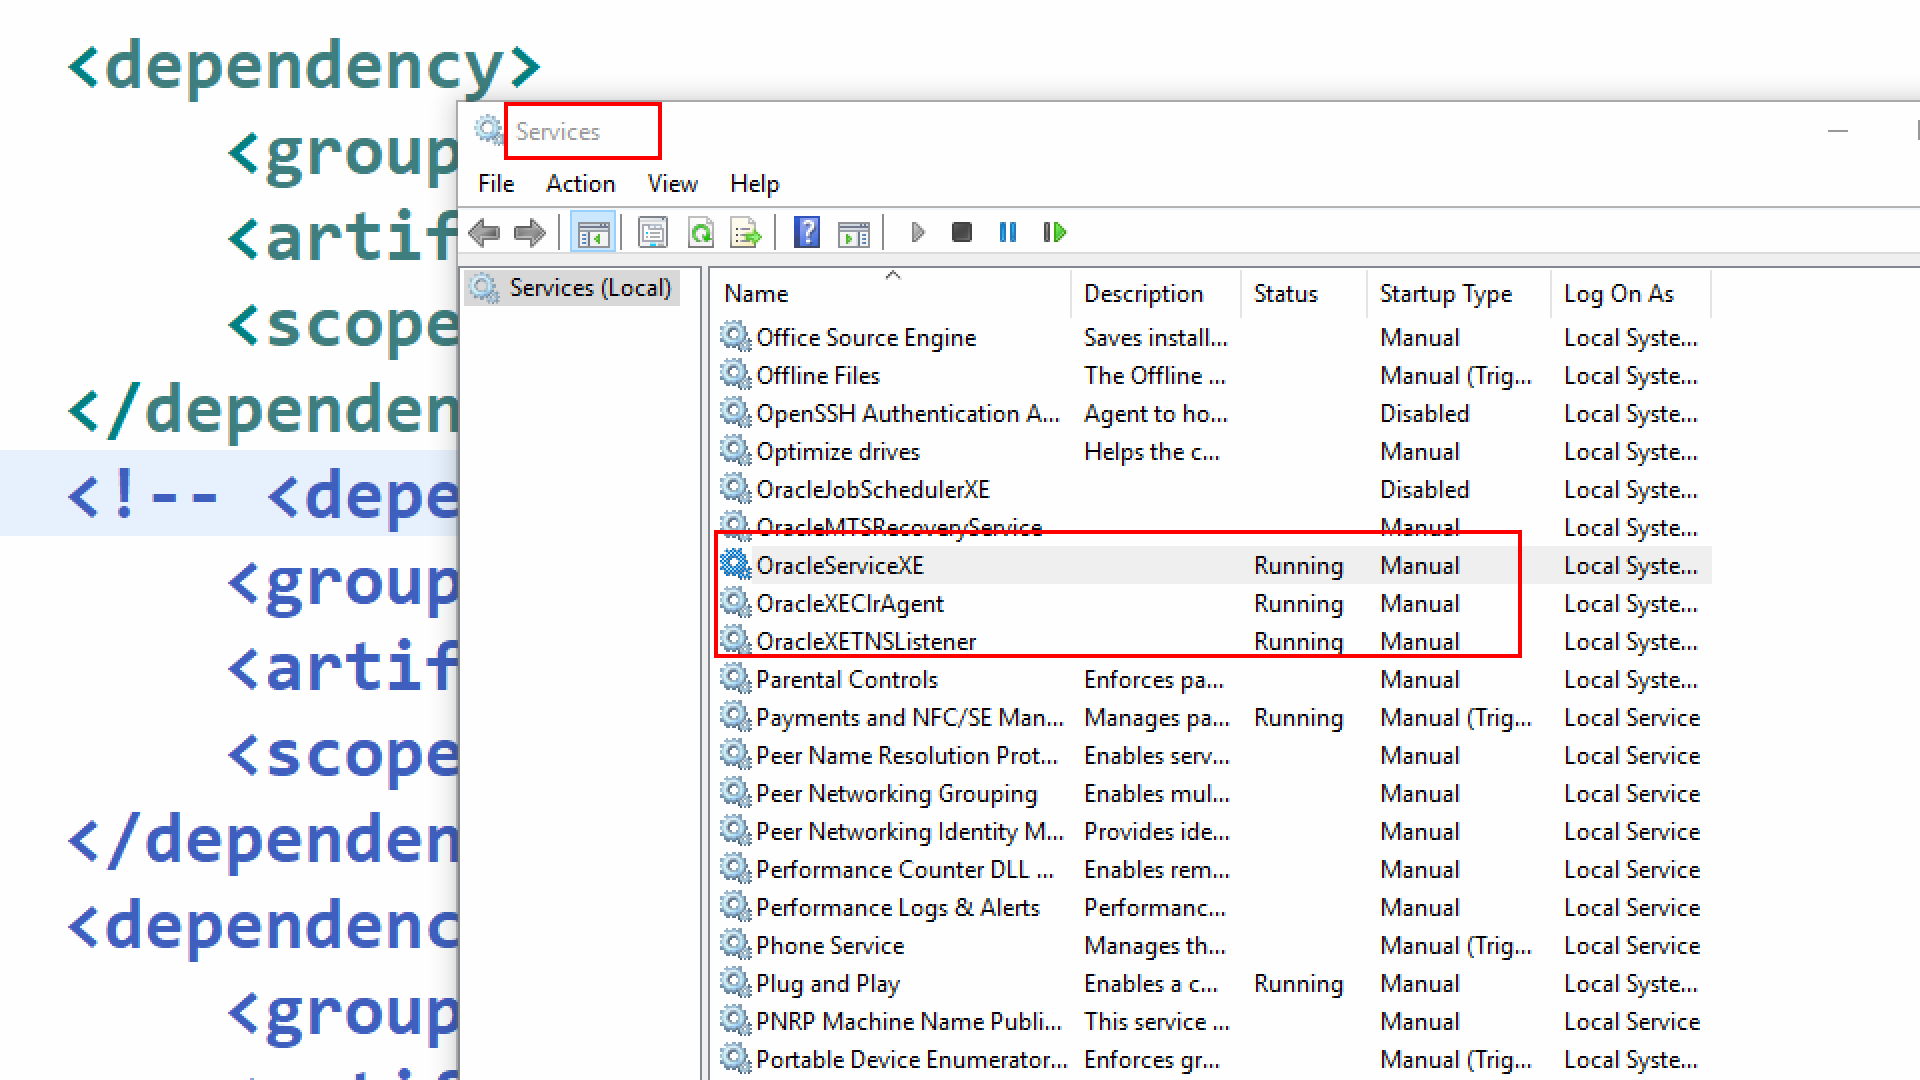 <dependency>
<group
<artif
<scope
</dependen
<!-- <depe
<group
<artif
<scope
</dependen
<dependenc
<group
Services
File Action View Help
Services (Local)
Name Description Status Startup Type Log On As
Office Source Engine Saves install... Manual Local Syste...
Offline Files The Offline ... Manual (Trig... Local Syste...
OpenSSH Authentication A... Agent to ho... Disabled Local Syste...
Optimize drives Helps the c... Manual Local Syste...
OracleJobSchedulerXE Disabled Local Syste...
OracleMTSRecoveryService Manual Local Syste...
OracleServiceXE Running Manual Local Syste...
OracleXEClrAgent Running Manual Local Syste...
OracleXETNSListener Running Manual Local Syste...
Parental Controls Enforces pa... Manual Local Syste...
Payments and NFC/SE Man... Manages pa... Running Manual (Trig... Local Service
Peer Name Resolution Prot... Enables serv... Manual Local Service
Peer Networking Grouping Enables mul... Manual Local Service
Peer Networking Identity M... Provides ide... Manual Local Service
Performance Counter DLL ... Enables rem... Manual Local Service
Performance Logs & Alerts Performanc... Manual Local Service
Phone Service Manages th... Manual (Trig... Local Service
Plug and Play Enables a c... Running Manual Local Syste...
PNRP Machine Name Publi... This service ... Manual Local Service
Portable Device Enumerator... Enforces gr... Manual (Trig... Local Syste...